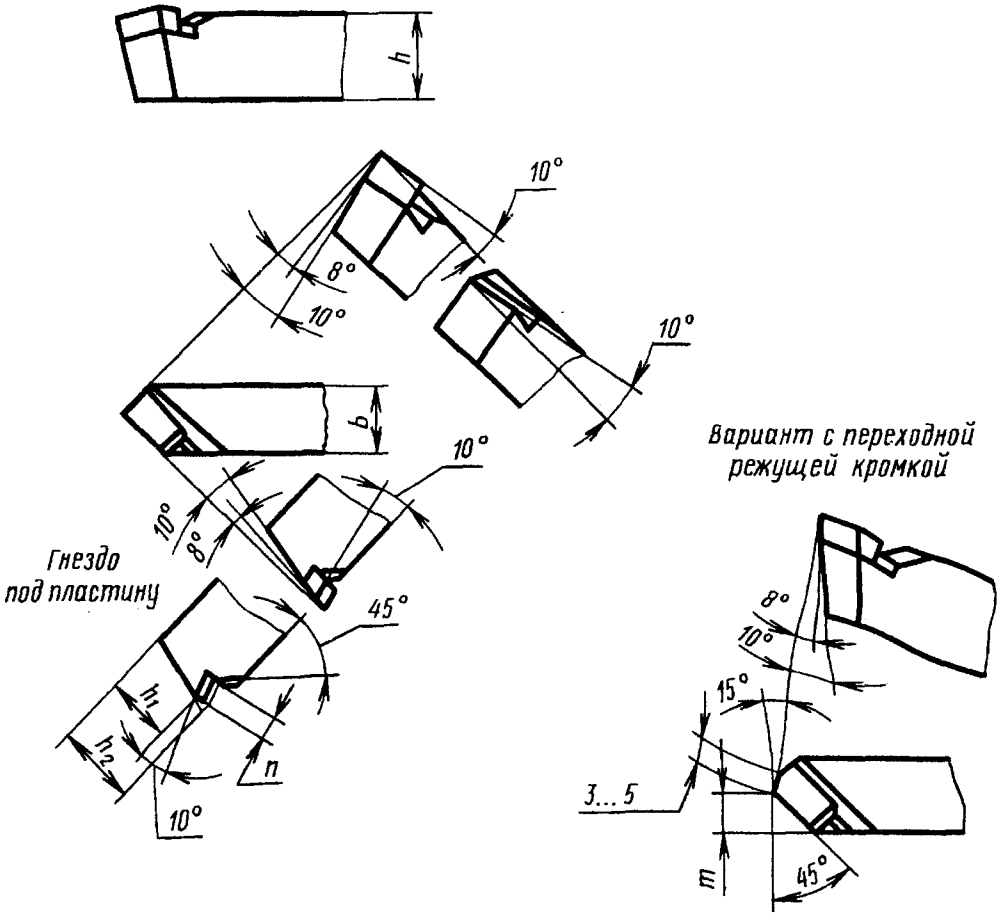 h
10°
8°
10°
10°
b
Вариант с переходной
режущей кромкой
10°
10°
8°
Гнездо
под пластину
45°
8°
10°
15°
h₁
h₂
n
3... 5
10°
m
45°